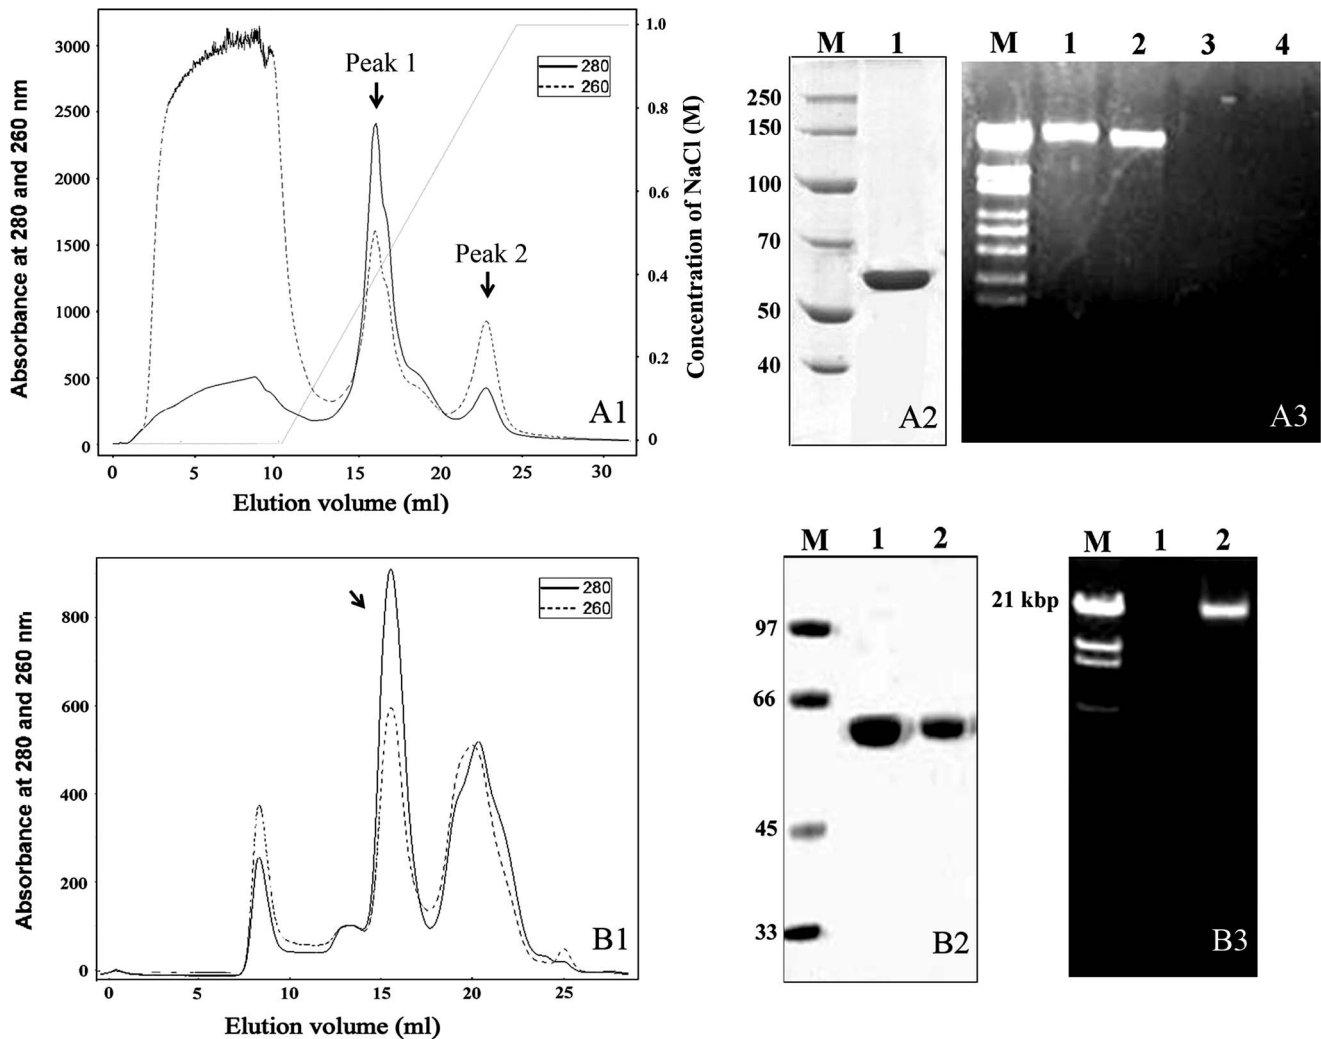 Absorbance at 280 and 260 nm
3000
2500
2000
1500
1000
500
0
Peak 1
Peak 2
280
260
A1
1.0
0.8
0.6
0.4
0.2
0
Concentration of NaCl (M)
0 5 10 15 20 25 30
Elution volume (ml)
M 1
250
150
100
70
50
40
A2
M 1 2 3 4
A3
Absorbance at 280 and 260 nm
800
600
400
200
0
280
260
B1
0 5 10 15 20 25
Elution volume (ml)
M 1 2
97
66
45
33
B2
M 1 2
21 kbp
B3